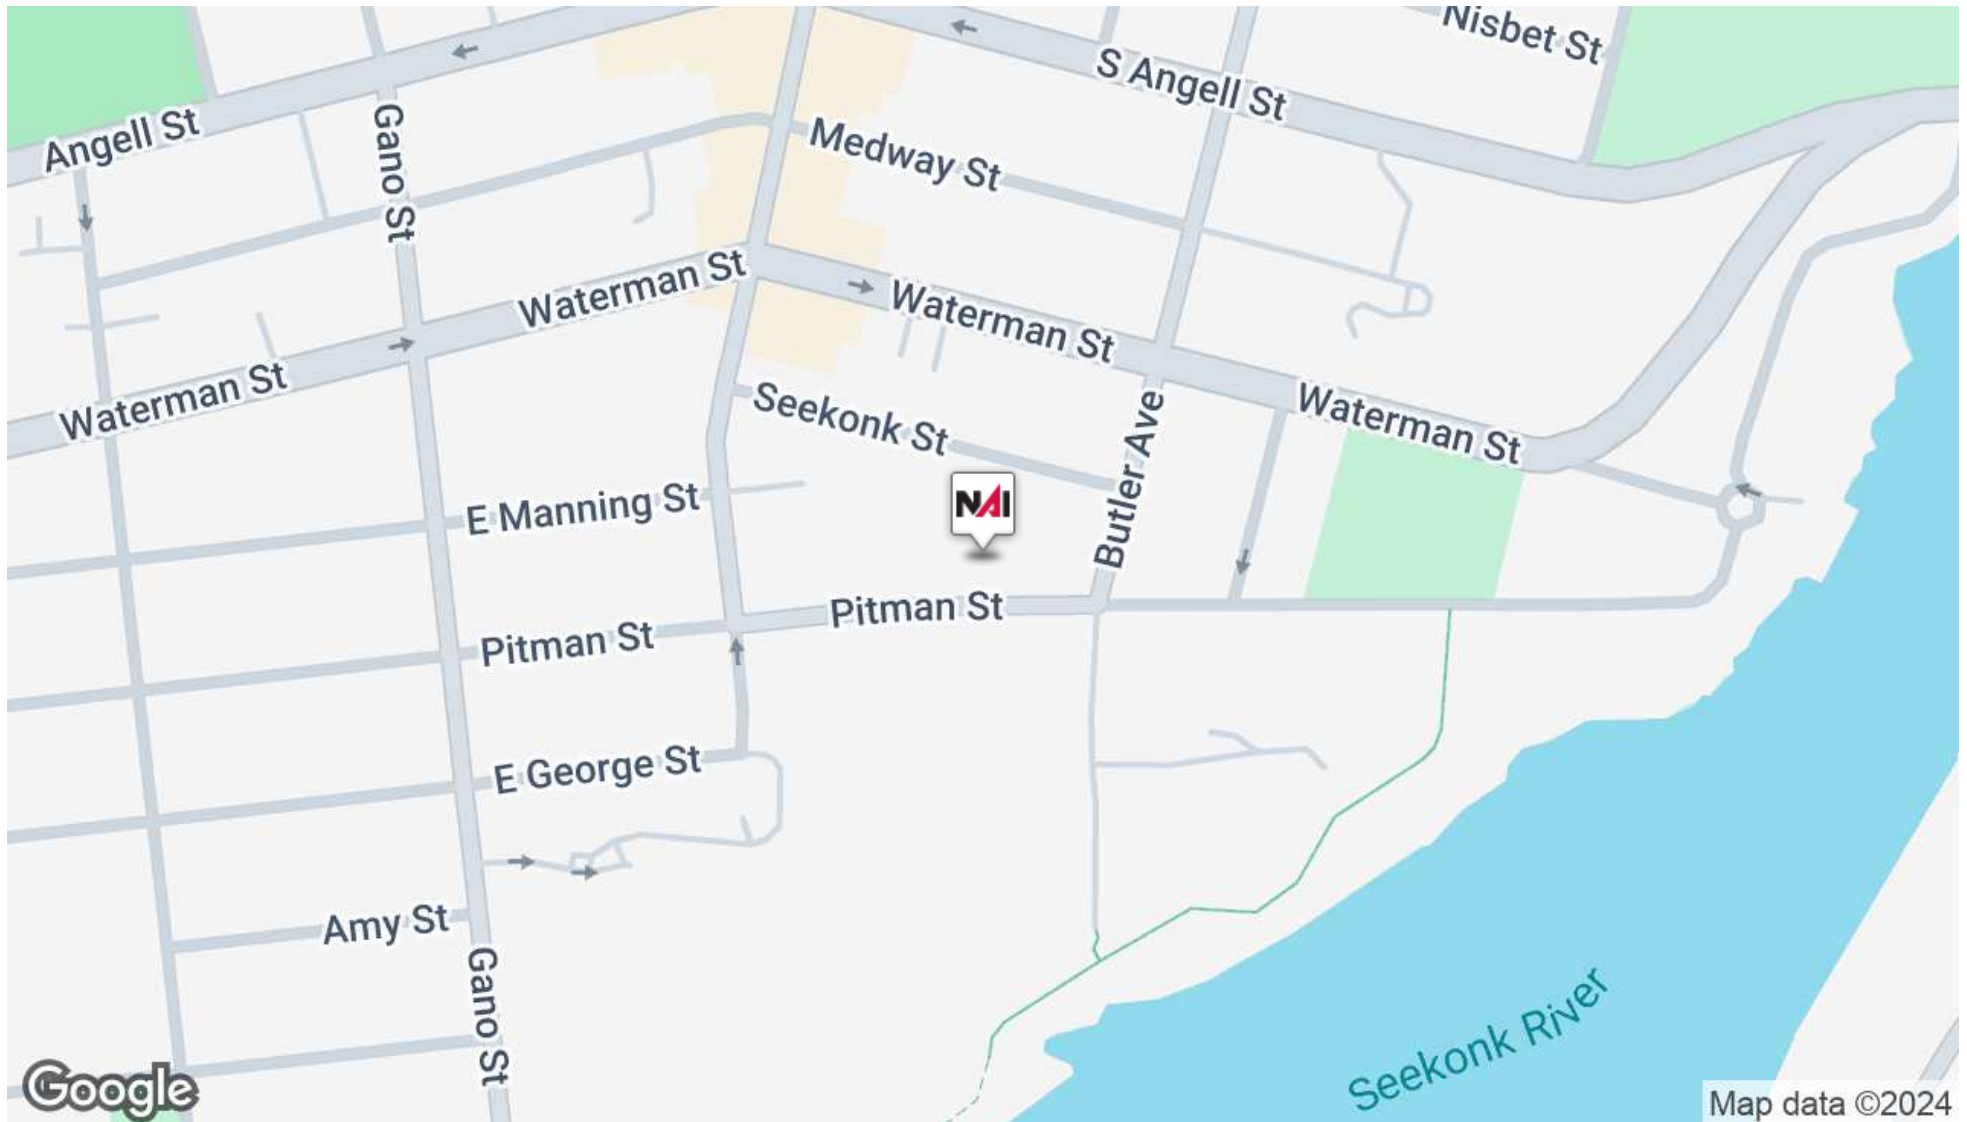 Nisbet St
S Angell St
Angell St
Gano St
Medway St
Waterman St
Waterman St
Waterman St
Waterman St
Seekonk St
Butler Ave
E Manning St
NAI
Pitman St
Pitman St
E George St
Amy St
Gano St
Seekonk River
Google
Map data ©2024